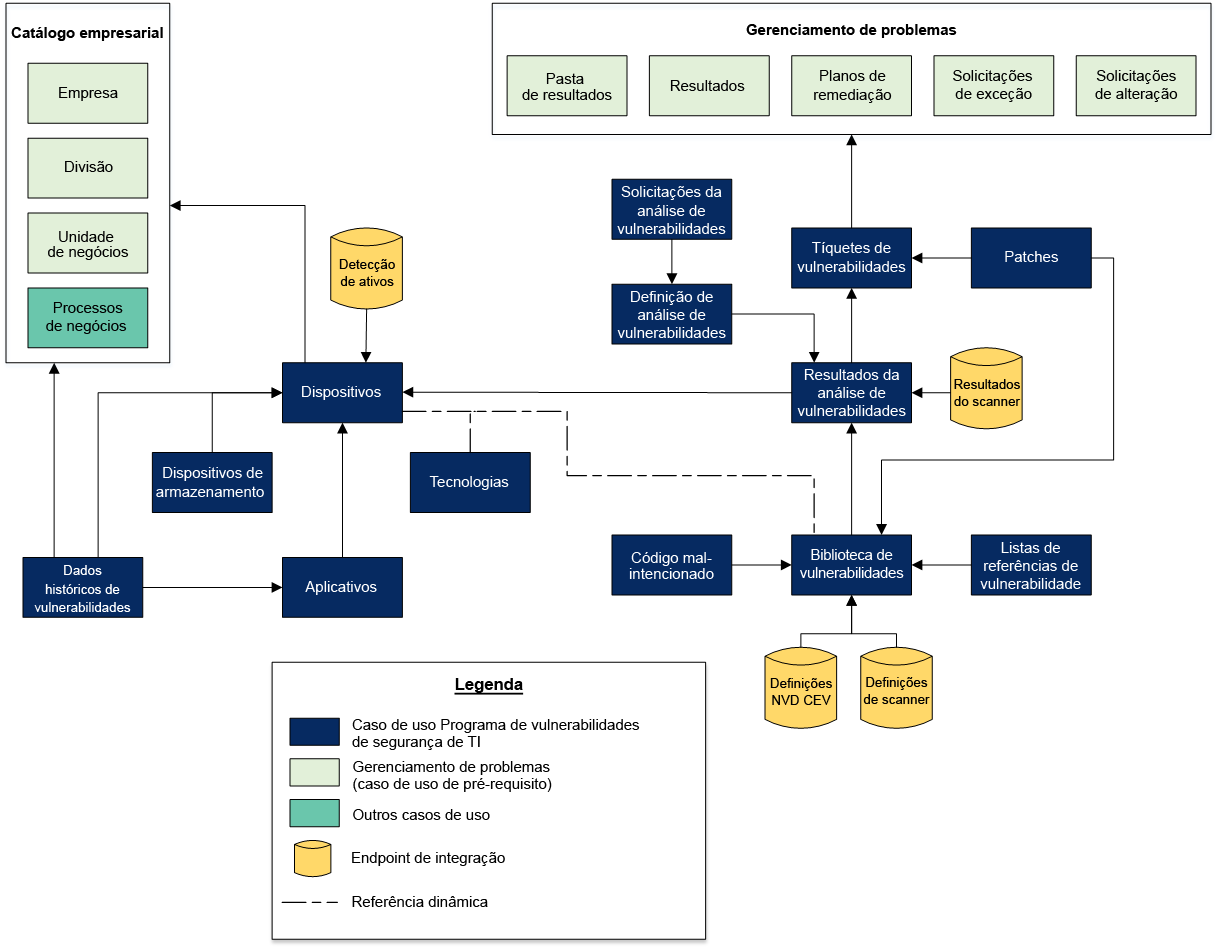 Catálogo empresarial
Empresa
Divisão
Unidade
de negócios
Processos
de negócios
Gerenciamento de problemas
Pasta
de resultados
Resultados
Planos de
remediação
Solicitações
de exceção
Solicitações
de alteração
Solicitações da
análise de
vulnerabilidades
Tíquetes de
vulnerabilidades
Patches
Detecção
de ativos
Definição de
análise de
vulnerabilidades
Dispositivos
Resultados da
análise de
vulnerabilidades
Resultados
do scanner
Dispositivos de
armazenamento
Tecnologias
Dados
históricos de
vulnerabilidades
Aplicativos
Código mal-
intencionado
Biblioteca de
vulnerabilidades
Listas de
referências de
vulnerabilidade
Definições
NVD CEV
Definições
de scanner
Legenda
Caso de uso Programa de vulnerabilidades
de segurança de TI
Gerenciamento de problemas
(caso de uso de pré-requisito)
Outros casos de uso
Endpoint de integração
Referência dinâmica